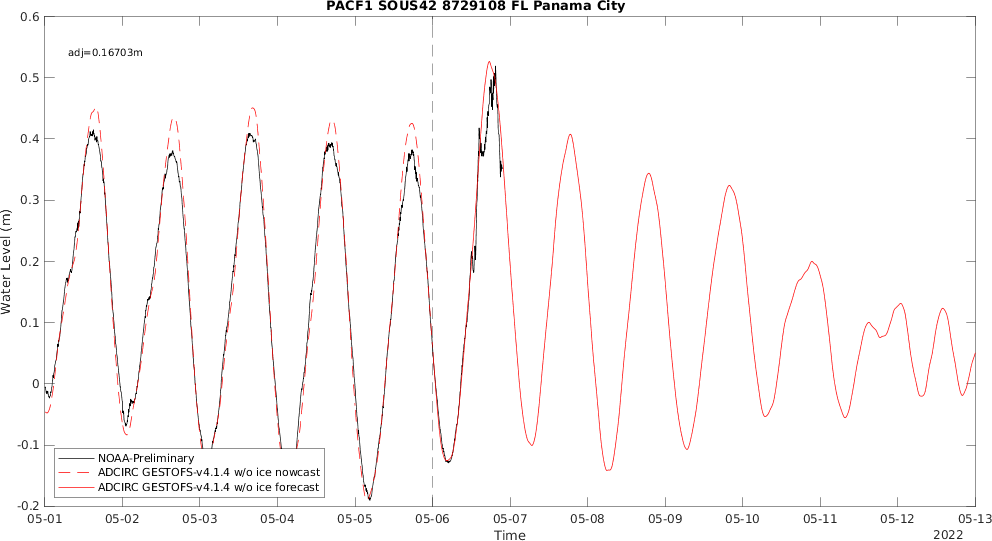 PACF1 SOUS42 8729108 FL Panama City
adj=0.16703m
0.6
0.5
0.4
0.3
0.2
0.1
0
-0.1
-0.2
Water Level (m)
NOAA-Preliminary
ADCIRC GESTOFS-v4.1.4 w/o ice nowcast
ADCIRC GESTOFS-v4.1.4 w/o ice forecast
05-01 05-02 05-03 05-04 05-05 05-06 05-07 05-08 05-09 05-10 05-11 05-12 05-13
Time
2022